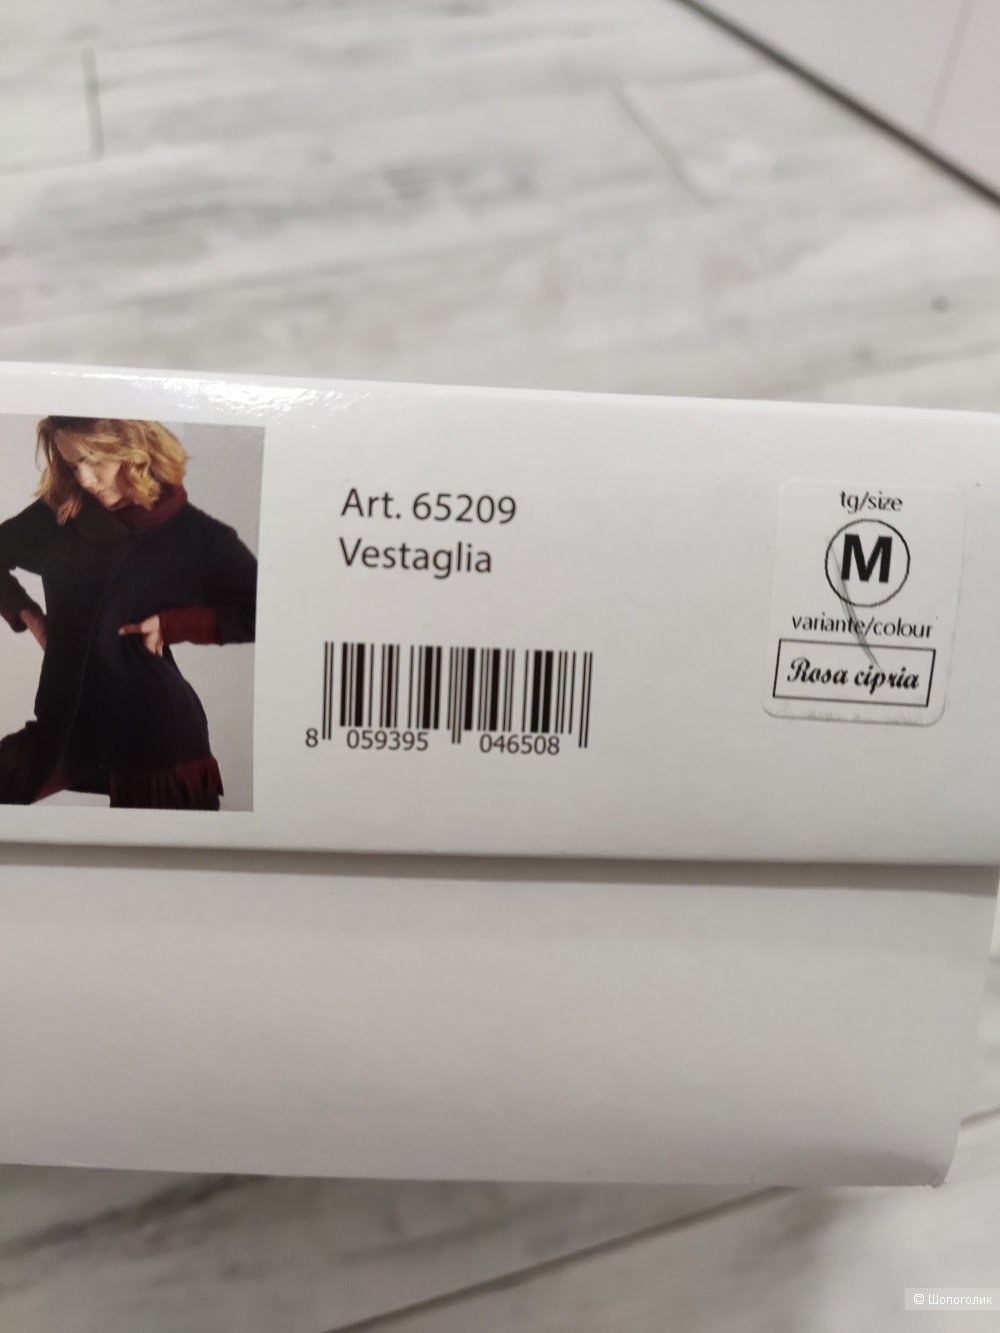 Art. 65209
Vestaglia
8 059395 046508
tg/size
M
variante/colour
Rosa cipria
© Шопоголик